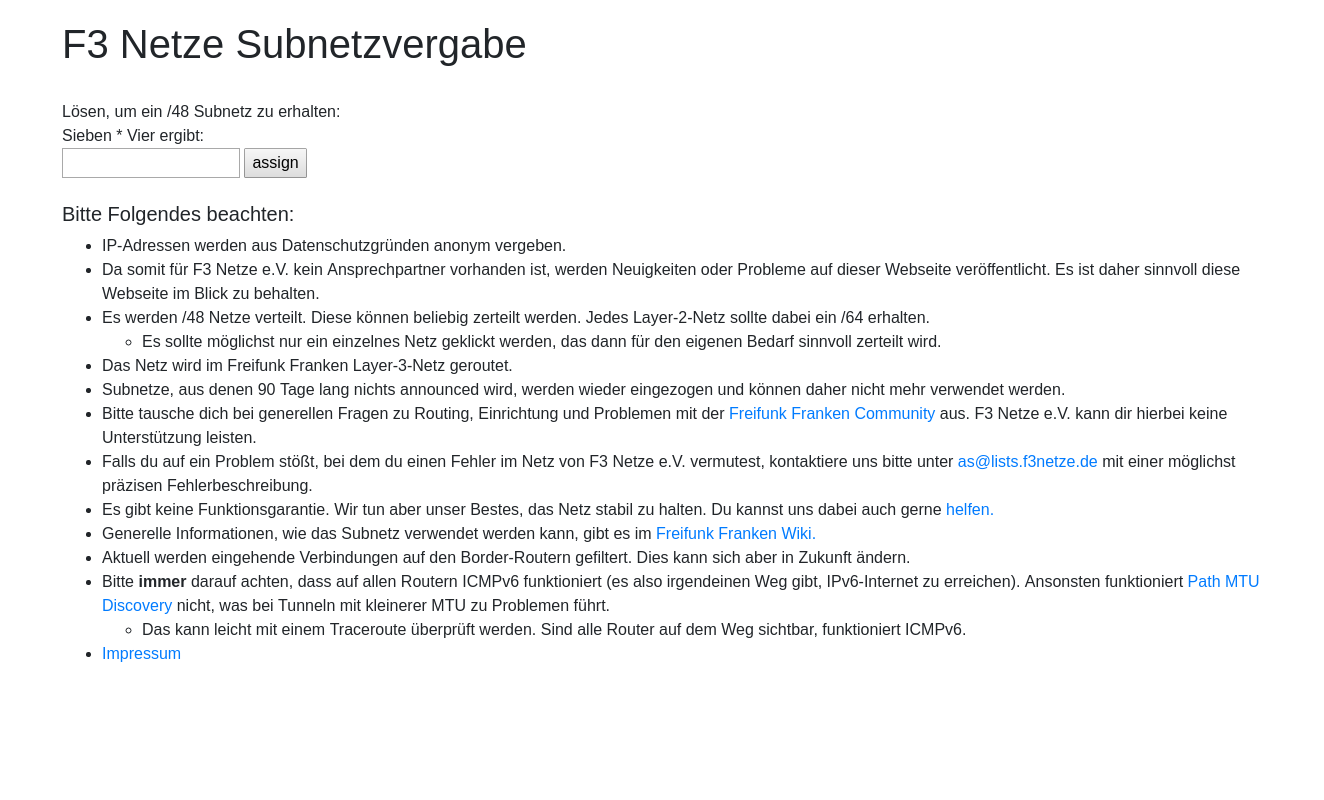 F3 Netze Subnetzvergabe
Lösen, um ein /48 Subnetz zu erhalten:
Sieben * Vier ergibt:
assign
Bitte Folgendes beachten:
IP-Adressen werden aus Datenschutzgründen anonym vergeben.
Da somit für F3 Netze e.V. kein Ansprechpartner vorhanden ist, werden Neuigkeiten oder Probleme auf dieser Webseite veröffentlicht. Es ist daher sinnvoll diese
Webseite im Blick zu behalten.
Es werden /48 Netze verteilt. Diese können beliebig zerteilt werden. Jedes Layer-2-Netz sollte dabei ein /64 erhalten.
Es sollte möglichst nur ein einzelnes Netz geklickt werden, das dann für den eigenen Bedarf sinnvoll zerteilt wird.
Das Netz wird im Freifunk Franken Layer-3-Netz geroutet.
Subnetze, aus denen 90 Tage lang nichts announced wird, werden wieder eingezogen und können daher nicht mehr verwendet werden.
Bitte tausche dich bei generellen Fragen zu Routing, Einrichtung und Problemen mit der Freifunk Franken Community aus. F3 Netze e.V. kann dir hierbei keine
Unterstützung leisten.
Falls du auf ein Problem stößt, bei dem du einen Fehler im Netz von F3 Netze e.V. vermutest, kontaktiere uns bitte unter as@lists.f3netze.de mit einer möglichst
präzisen Fehlerbeschreibung.
Es gibt keine Funktionsgarantie. Wir tun aber unser Bestes, das Netz stabil zu halten. Du kannst uns dabei auch gerne helfen.
Generelle Informationen, wie das Subnetz verwendet werden kann, gibt es im Freifunk Franken Wiki.
Aktuell werden eingehende Verbindungen auf den Border-Routern gefiltert. Dies kann sich aber in Zukunft ändern.
Bitte immer darauf achten, dass auf allen Routern ICMPv6 funktioniert (es also irgendeinen Weg gibt, IPv6-Internet zu erreichen). Ansonsten funktioniert Path MTU
Discovery nicht, was bei Tunneln mit kleinerer MTU zu Problemen führt.
Das kann leicht mit einem Traceroute überprüft werden. Sind alle Router auf dem Weg sichtbar, funktioniert ICMPv6.
Impressum